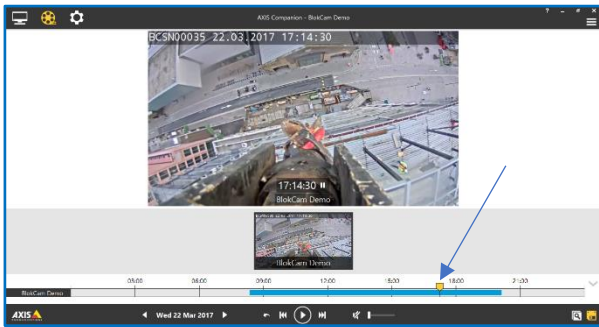 AXIS Companion - BlokCam Demo
BCSN00035 22.03.2017 17:14:30
17:14:30
BlokCam Demo
BlokCam Demo
03:00 06:00 09:00 12:00 15:00 18:00 21:00
BlokCam Demo
AXIS Wed 22 Mar 2017